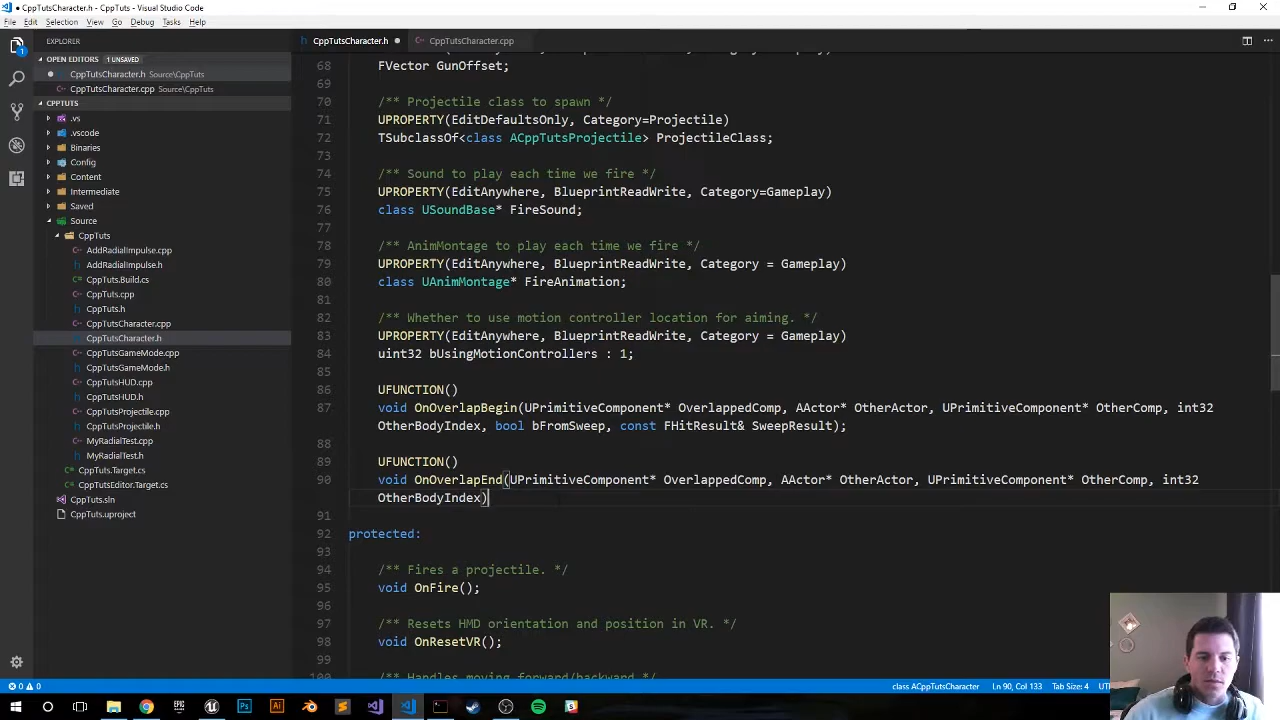 CppTutsCharacter.h - CppTuts - Visual Studio Code
File Edit Selection View Go Debug Tasks Help
EXPLORER
OPEN EDITORS 1 UNSAVED
CppTutsCharacter.h Source\CppTuts
CppTutsCharacter.cpp Source\CppTuts
CPPTUTS
.vs
.vscode
Binaries
Config
Content
Intermediate
Saved
Source
CppTuts
AddRadialImpulse.cpp
AddRadialImpulse.h
CppTuts.Build.cs
CppTuts.cpp
CppTuts.h
CppTutsCharacter.cpp
CppTutsCharacter.h
CppTutsGameMode.cpp
CppTutsGameMode.h
CppTutsHUD.cpp
CppTutsHUD.h
CppTutsProjectile.cpp
CppTutsProjectile.h
MyRadialTest.cpp
MyRadialTest.h
CppTuts.Target.cs
CppTutsEditor.Target.cs
CppTuts.sln
CppTuts.uproject
CppTutsCharacter.h CppTutsCharacter.cpp
68 FVector GunOffset;
69
70 /** Projectile class to spawn */
71 UPROPERTY(EditDefaultsOnly, Category=Projectile)
72 TSubclassOf<class ACppTutsProjectile> ProjectileClass;
73
74 /** Sound to play each time we fire */
75 UPROPERTY(EditAnywhere, BlueprintReadWrite, Category=Gameplay)
76 class USoundBase* FireSound;
77
78 /** AnimMontage to play each time we fire */
79 UPROPERTY(EditAnywhere, BlueprintReadWrite, Category = Gameplay)
80 class UAnimMontage* FireAnimation;
81
82 /** Whether to use motion controller location for aiming. */
83 UPROPERTY(EditAnywhere, BlueprintReadWrite, Category = Gameplay)
84 uint32 bUsingMotionControllers : 1;
85
86 UFUNCTION()
87 void OnOverlapBegin(UPrimitiveComponent* OverlappedComp, AActor* OtherActor, UPrimitiveComponent* OtherComp, int32
OtherBodyIndex, bool bFromSweep, const FHitResult& SweepResult);
88
89 UFUNCTION()
90 void OnOverlapEnd(UPrimitiveComponent* OverlappedComp, AActor* OtherActor, UPrimitiveComponent* OtherComp, int32
OtherBodyIndex)
91
92 protected:
93
94 /** Fires a projectile. */
95 void OnFire();
96
97 /** Resets HMD orientation and position in VR. */
98 void OnResetVR();
99
100 /** Handles moving forward/backward */
0 0 class ACppTutsCharacter Ln 90, Col 133 Tab Size: 4